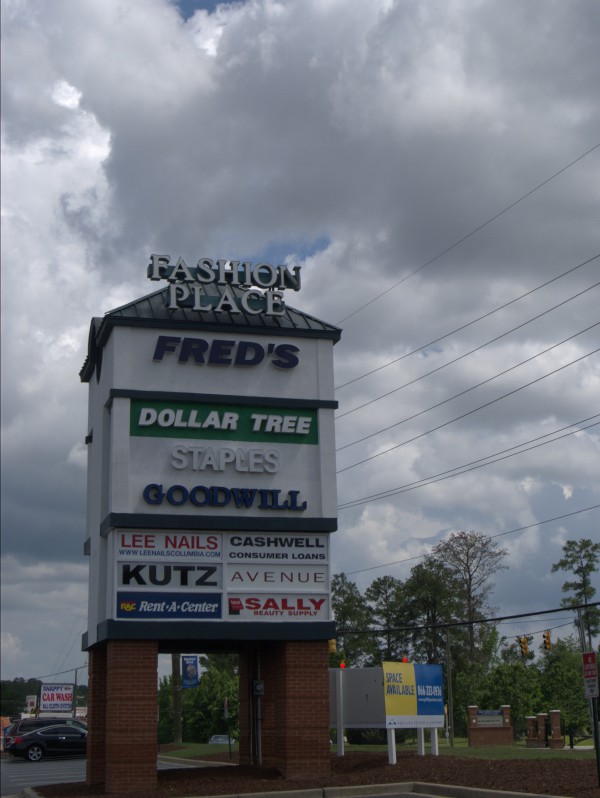 FASHION
PLACE
FRED'S
DOLLAR TREE
STAPLES
GOODWILL
LEE NAILS
WWW.LEENAILSCOLUMBIA.COM
CASHWELL
CONSUMER LOANS
KUTZ
AVENUE
RAC Rent-A-Center
SALLY
BEAUTY SUPPLY
SPACE
AVAILABLE
CAR WASH